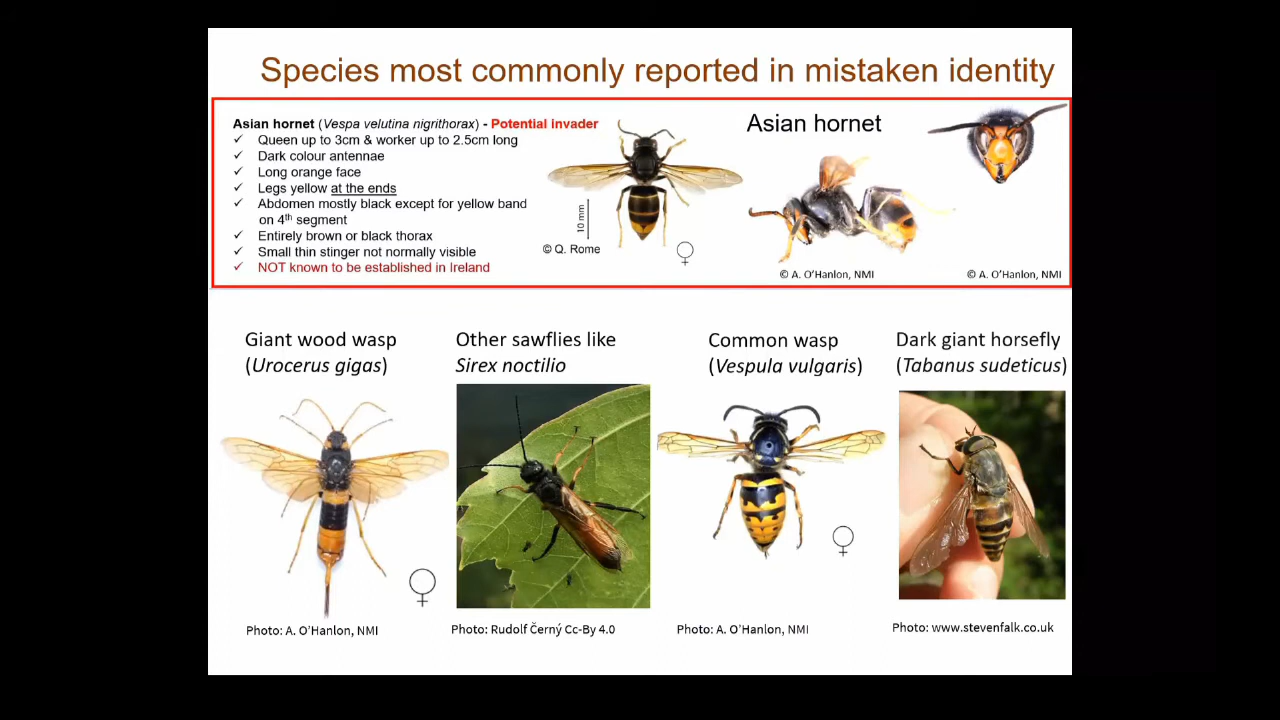 Species most commonly reported in mistaken identity
Asian hornet (Vespa velutina nigrithorax) - Potential invader
✓ Queen up to 3cm & worker up to 2.5cm long
✓ Dark colour antennae
✓ Long orange face
✓ Legs yellow at the ends
✓ Abdomen mostly black except for yellow band
on 4th segment
✓ Entirely brown or black thorax
✓ Small thin stinger not normally visible
✓ NOT known to be established in Ireland
10 mm
© Q. Rome
♀
Asian hornet
© A. O'Hanlon, NMI
© A. O'Hanlon, NMI
Giant wood wasp
(Urocerus gigas)
♀
Photo: A. O'Hanlon, NMI
Other sawflies like
Sirex noctilio
Photo: Rudolf Černý Cc-By 4.0
Common wasp
(Vespula vulgaris)
♀
Photo: A. O'Hanlon, NMI
Dark giant horsefly
(Tabanus sudeticus)
Photo: www.stevenfalk.co.uk